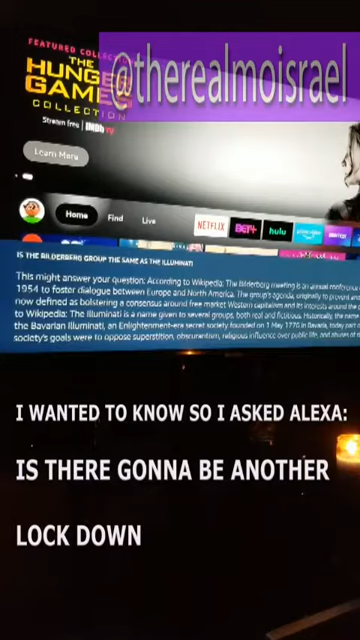 FEATURED
@therealmoisrael
THE
HUNGER
GAMES
COLLECTION
Stream free | IMDb TV
Learn More
Home Find Live NETFLIX BET+ hulu prime video
IS THE BILDERBERG GROUP THE SAME AS THE ILLUMINATI
This might answer your question: According to Wikipedia: The Bilderberg meeting is an annual conference
1954 to foster dialogue between Europe and North America. The group's agenda, originally to prevent
now defined as bolstering a consensus around free market Western capitalism and its interests around the
to Wikipedia: The Illuminati is a name given to several groups, both real and fictitious. Historically, the name
the Bavarian Illuminati, an Enlightenment-era secret society founded on 1 May 1776 in Bavaria, today part
society's goals were to oppose superstition, obscurantism, religious influence over public life, and abuses of
I WANTED TO KNOW SO I ASKED ALEXA:
IS THERE GONNA BE ANOTHER
LOCK DOWN